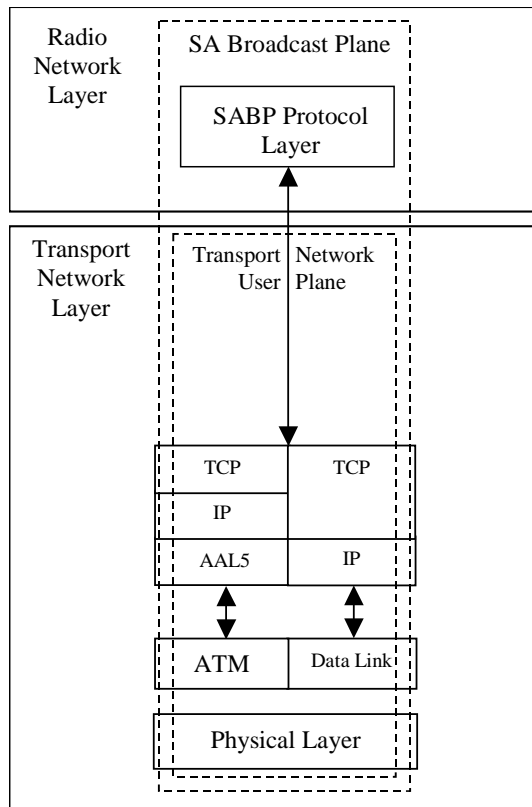 Radio
Network
Layer
SA Broadcast Plane
SABP Protocol
Layer
Transport
Network
Layer
Transport Network
User Plane
TCP
TCP
IP
AAL5
IP
ATM
Data Link
Physical Layer